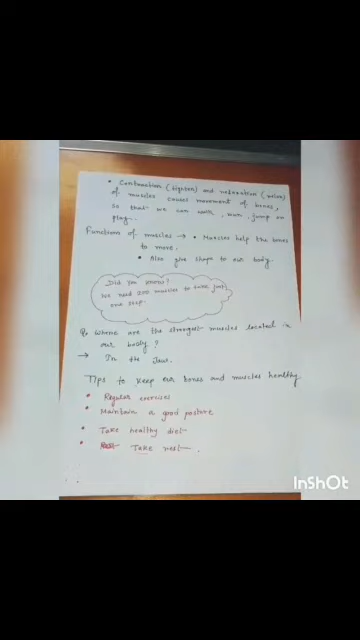 • Contraction (tighten) and relaxation (relax)
of muscles causes movement of bones,
so that we can walk, run, jump or
play.
Functions of muscles → • Muscles help the bones
to move.
• Also give shape to our body.
Did you know?
We need 200 muscles to take just
one step.
Q. Where are the strongest muscles located in
our body?
→ In the Jaw.
Tips to keep our bones and muscles healthy
• Regular exercises
• Maintain a good posture
• Take healthy diet
• Take rest.
InShOt